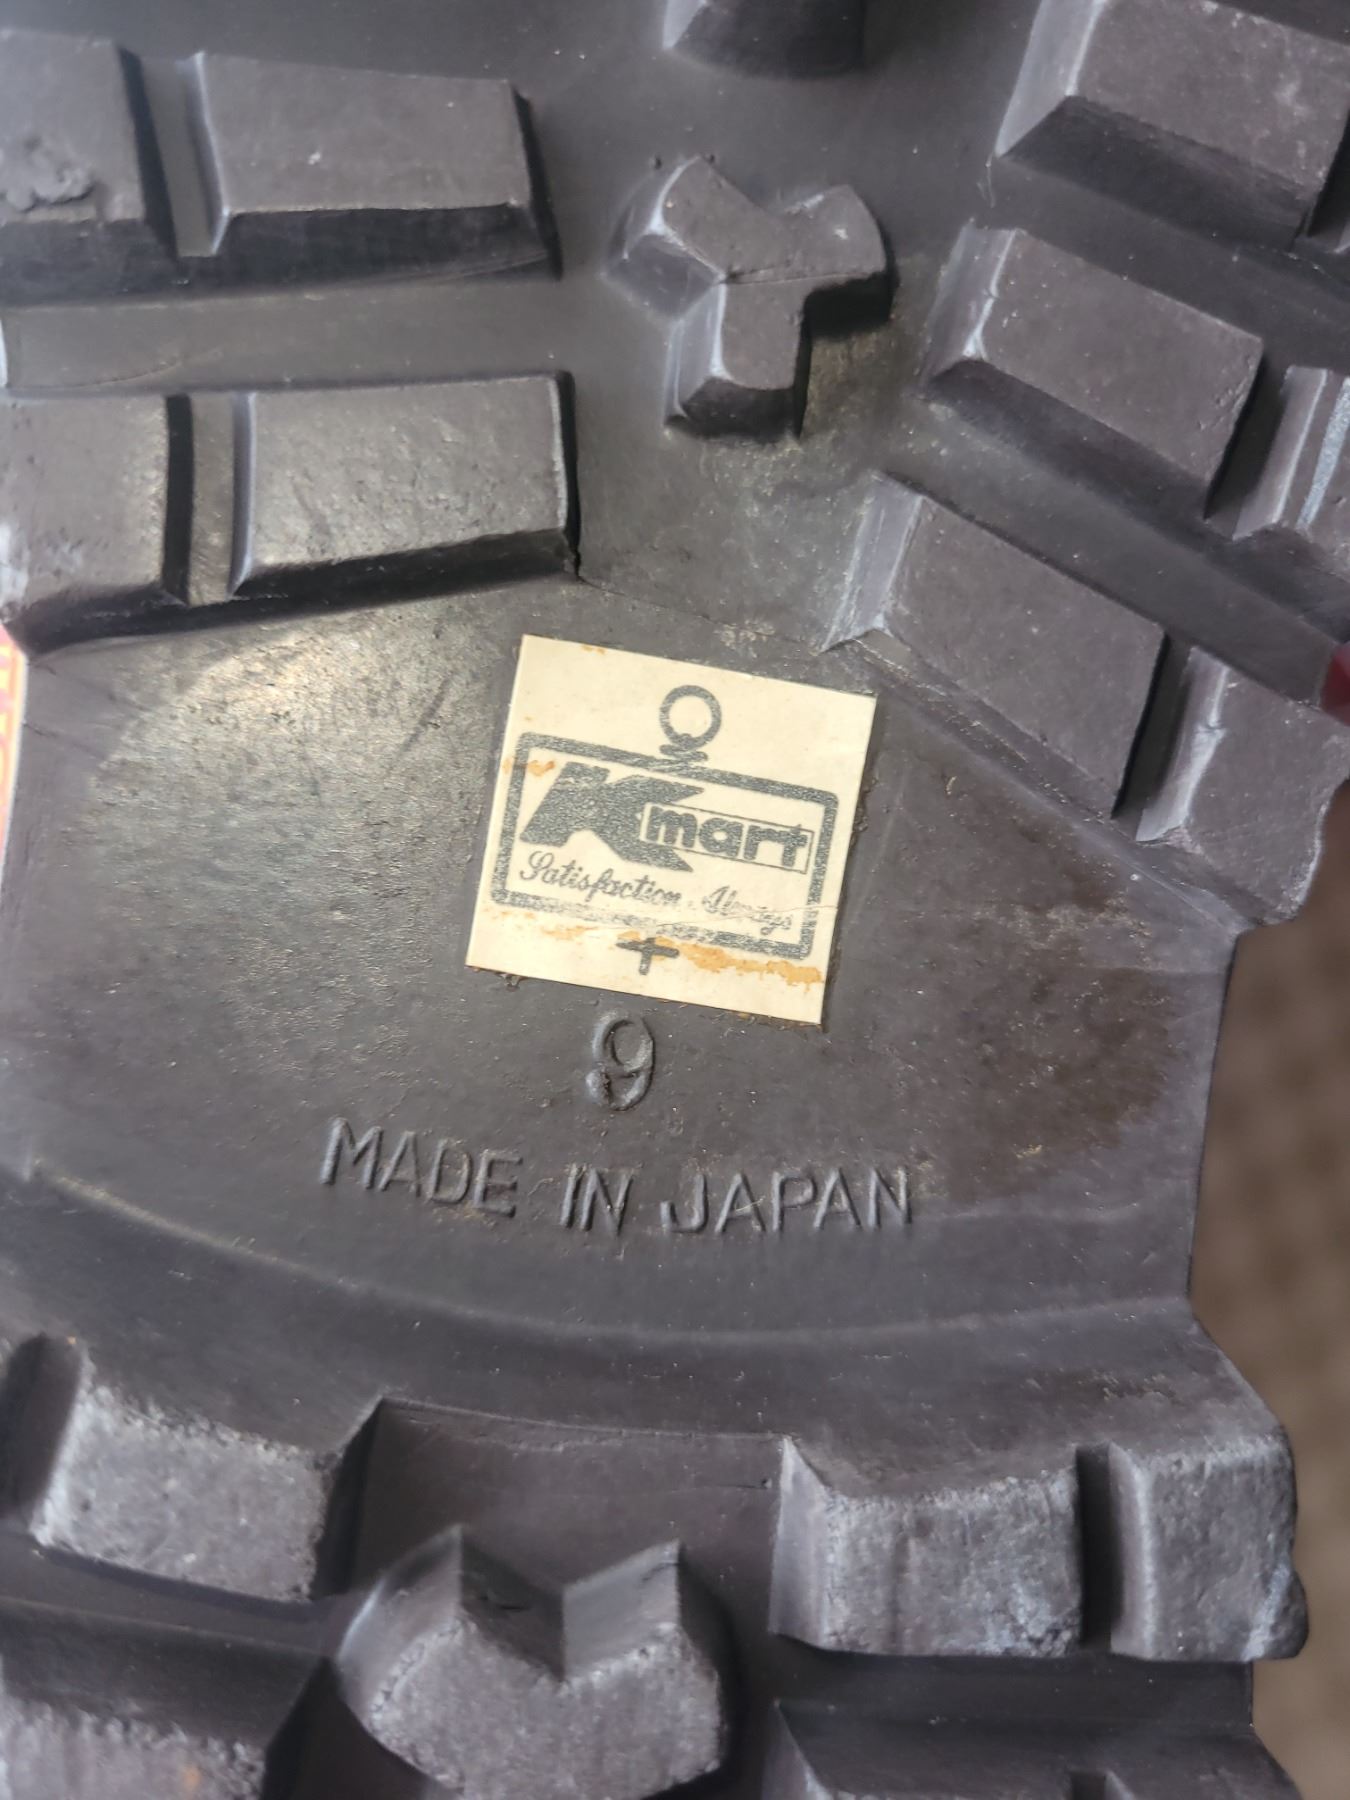 Kmart
Satisfaction Always
9
MADE IN JAPAN